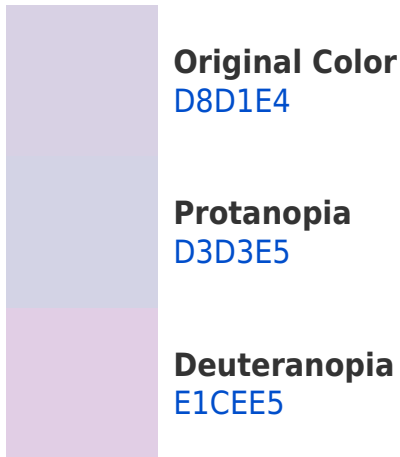 Original Color
D8D1E4
Protanopia
D3D3E5
Deuteranopia
E1CEE5